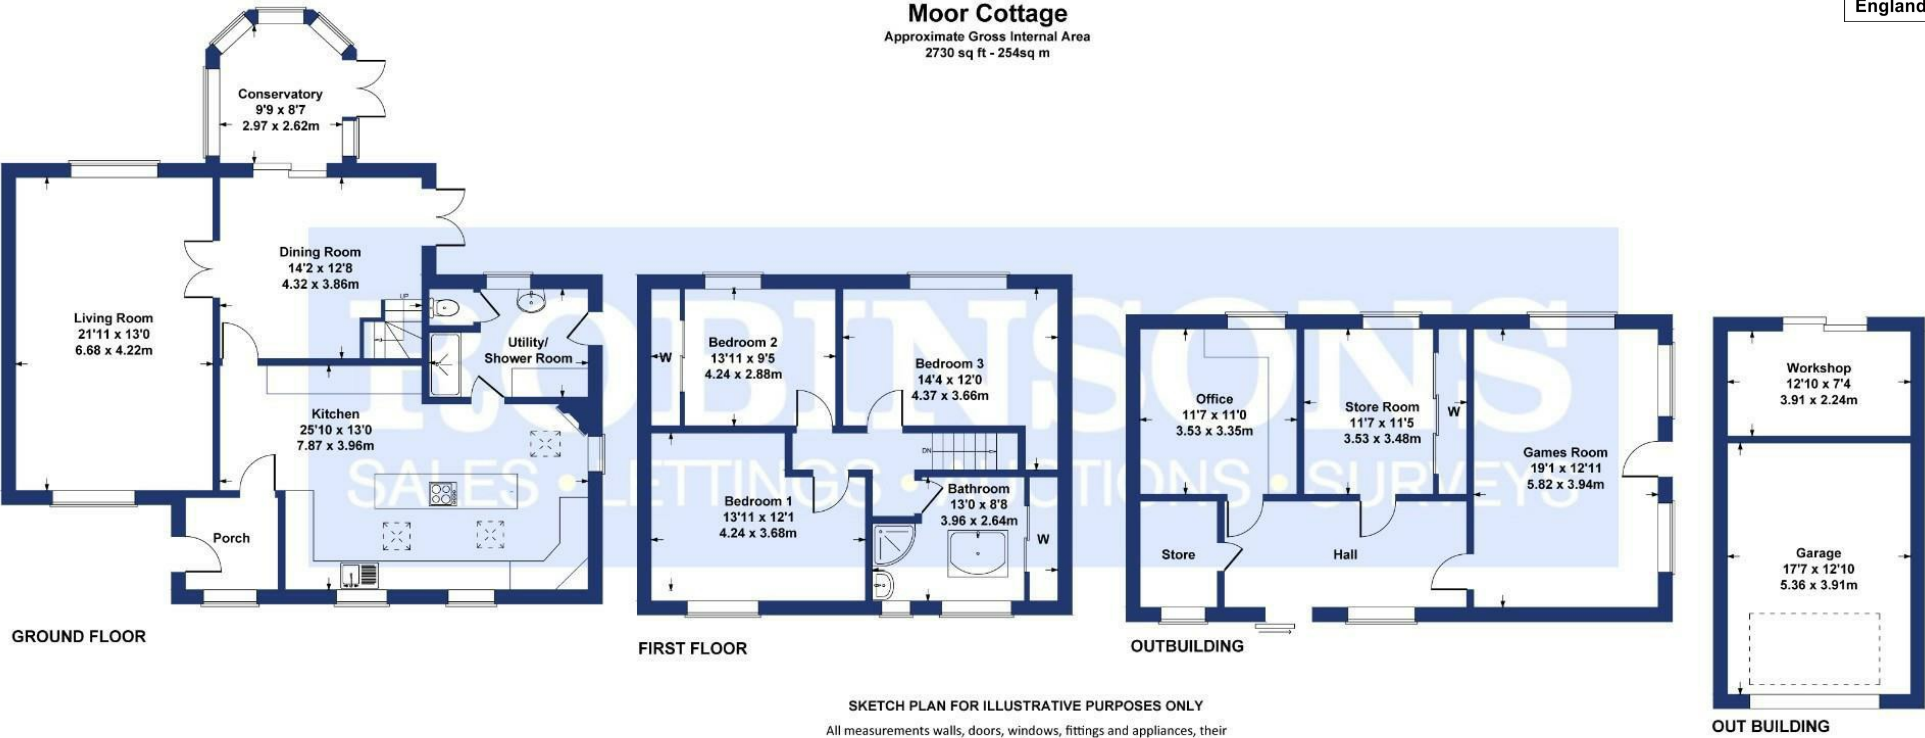 Moor Cottage
Approximate Gross Internal Area
2730 sq ft - 254sq m
England
Conservatory
9'9 x 8'7
2.97 x 2.62m
Dining Room
14'2 x 12'8
4.32 x 3.86m
Living Room
21'11 x 13'0
6.68 x 4.22m
Utility/
Shower Room
Kitchen
25'10 x 13'0
7.87 x 3.96m
Porch
GROUND FLOOR
W
Bedroom 2
13'11 x 9'5
4.24 x 2.88m
Bedroom 3
14'4 x 12'0
4.37 x 3.66m
DN
Bedroom 1
13'11 x 12'1
4.24 x 3.68m
Bathroom
13'0 x 8'8
3.96 x 2.64m
W
FIRST FLOOR
Office
11'7 x 11'0
3.53 x 3.35m
Store Room
11'7 x 11'5
3.53 x 3.48m
W
Games Room
19'1 x 12'11
5.82 x 3.94m
Store
Hall
OUTBUILDING
Workshop
12'10 x 7'4
3.91 x 2.24m
Garage
17'7 x 12'10
5.36 x 3.91m
OUT BUILDING
ROBINSONS
SALES • LETTINGS • AUCTIONS • SURVEYS
SKETCH PLAN FOR ILLUSTRATIVE PURPOSES ONLY
All measurements walls, doors, windows, fittings and appliances, their